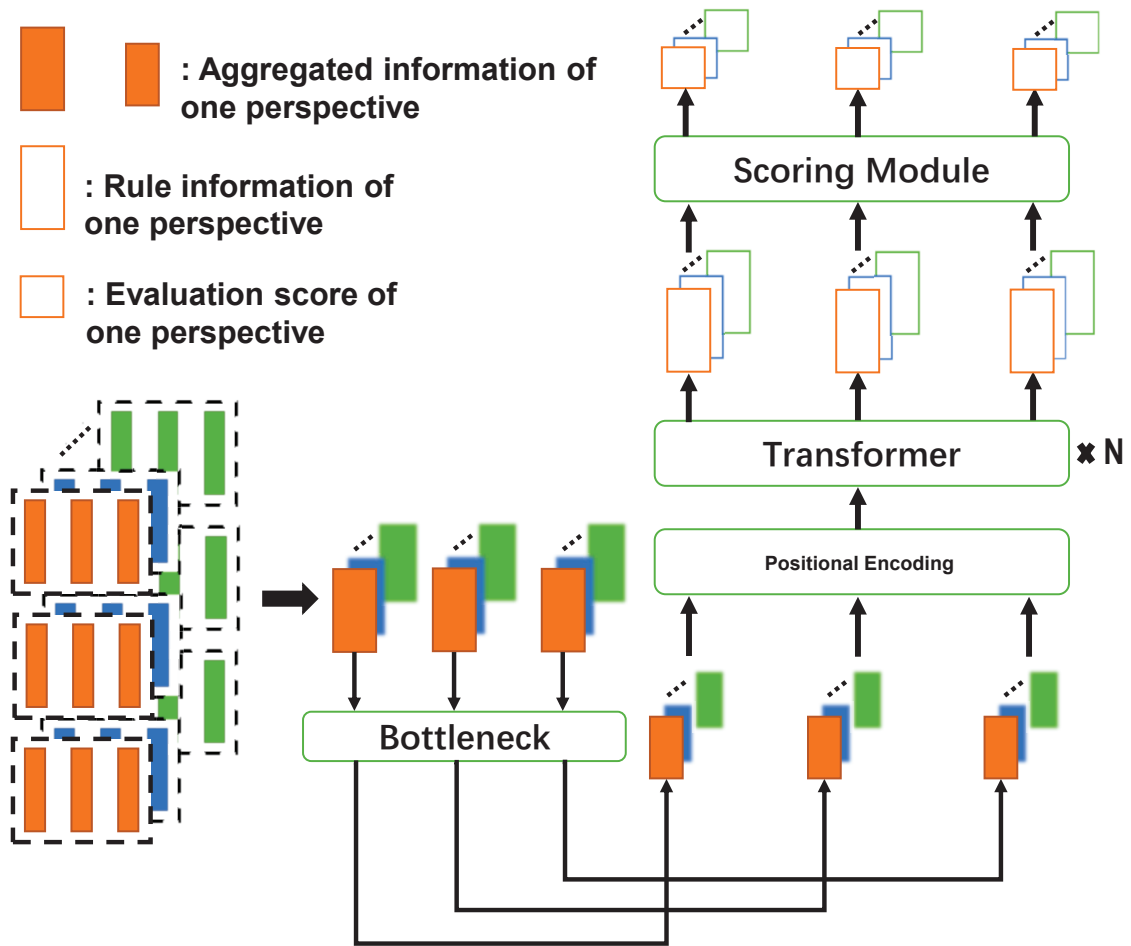 : Aggregated information of
one perspective
: Rule information of
one perspective
: Evaluation score of
one perspective
Scoring Module
Transformer
✖ N
Positional Encoding
Bottleneck